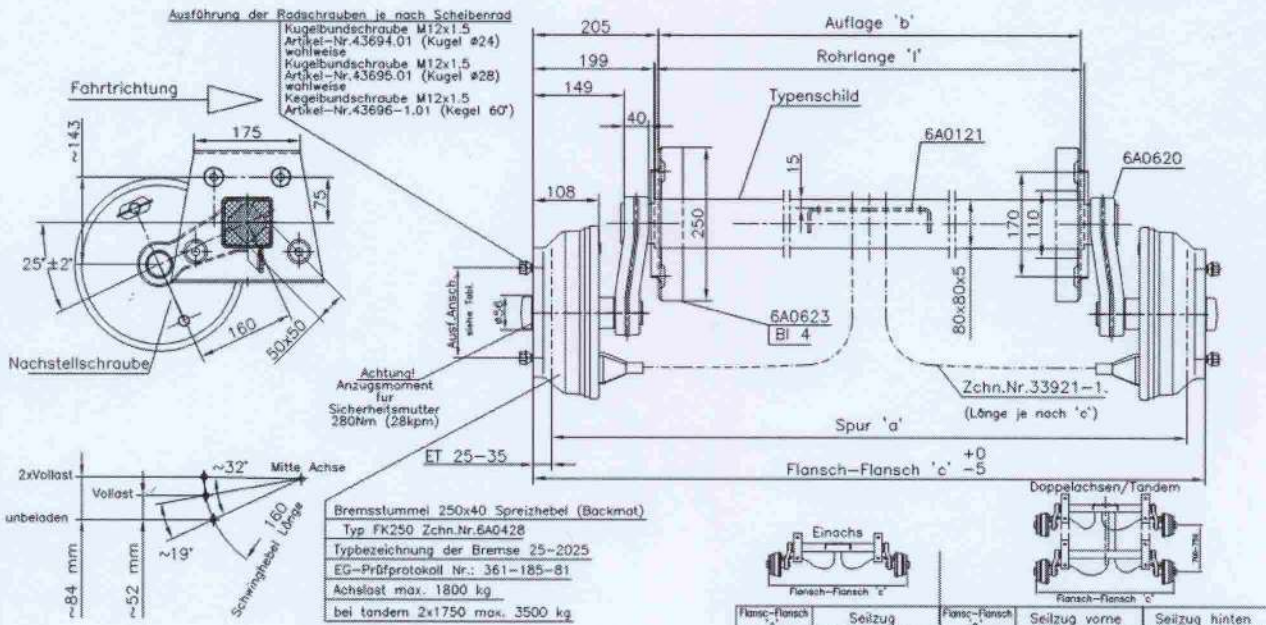 Ausführung der Radschrauben je nach Scheibenrad
Kugelbundschraube M12x1.5
Artikel-Nr.43694.01 (Kugel ø24)
wahlweise
Kugelbundschraube M12x1.5
Artikel-Nr.43695.01 (Kugel ø28)
wahlweise
Kegelbundschraube M12x1.5
Artikel-Nr.43696-1.01 (Kegel 60°)
Fahrtrichtung
175
~143
75
25°±2°
160
50x50
Nachstellschraube
205
Auflage 'b'
199
Rohrlange 'l'
149
Typenschild
40
6A0121
15
6A0620
108
250
170
110
80x80x5
Ausf.Ansch.
siehe Tabl.
ø56
6A0623
Bl 4
Achtung!
Anzugsmoment
fur
Sicherheitsmutter
280Nm (28kpm)
Zchn.Nr.33921-1.
(Länge je nach 'c')
Spur 'a'
ET 25-35
Flansch-Flansch 'c' +0 -5
2xVollast
Vollast
unbeladen
~32°
Mitte Achse
~19°
160
Schwinghebel Länge
~84 mm
~52 mm
Bremsstummel 250x40 Spreizhebel (Backmat)
Typ FK250 Zchn.Nr.6A0428
Typbezeichnung der Bremse 25-2025
EG-Prüfprotokoll Nr.: 361-185-81
Achslast max. 1800 kg
bei tandem 2x1750 max. 3500 kg
Einachs
Flansch-Flansch 'c'
Doppelachsen/Tandem
Flansch-Flansch 'c'
Flansc-Flansch
Seilzug
Flansch-Flansch
Seilzug vorne
Seilzug hinten